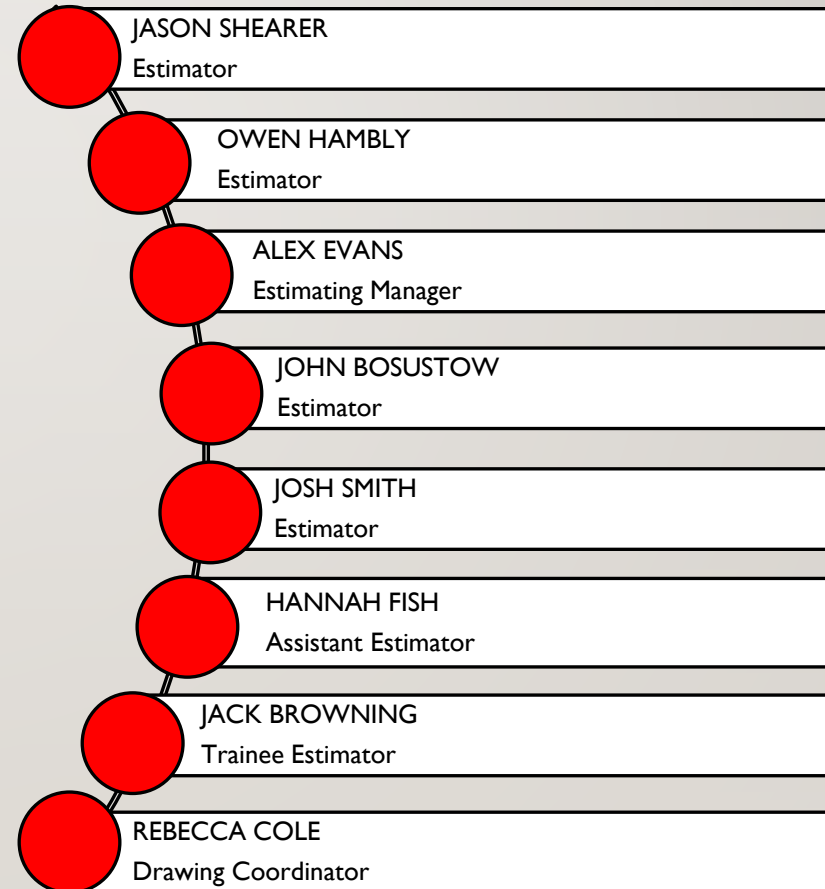 JASON SHEARER
Estimator
OWEN HAMBLY
Estimator
ALEX EVANS
Estimating Manager
JOHN BOSUSTOW
Estimator
JOSH SMITH
Estimator
HANNAH FISH
Assistant Estimator
JACK BROWNING
Trainee Estimator
REBECCA COLE
Drawing Coordinator